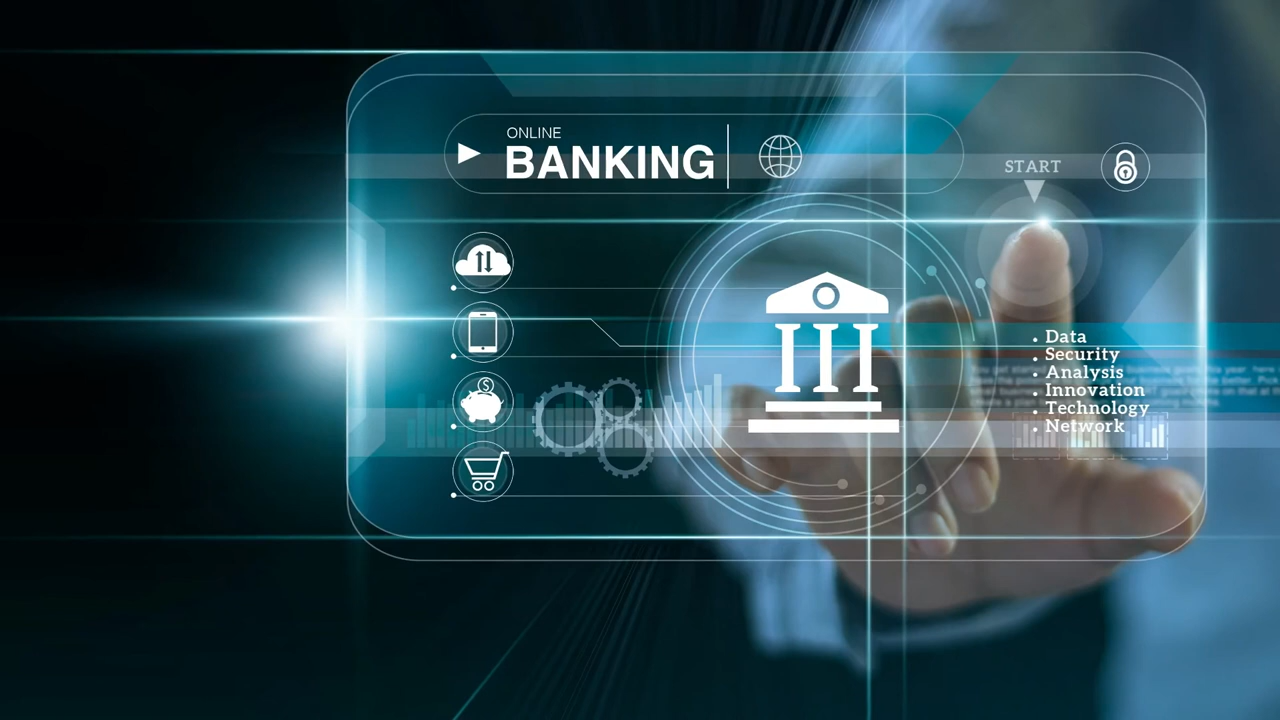 ONLINE
BANKING
START
$
• Data
• Security
• Analysis
• Innovation
• Technology
• Network